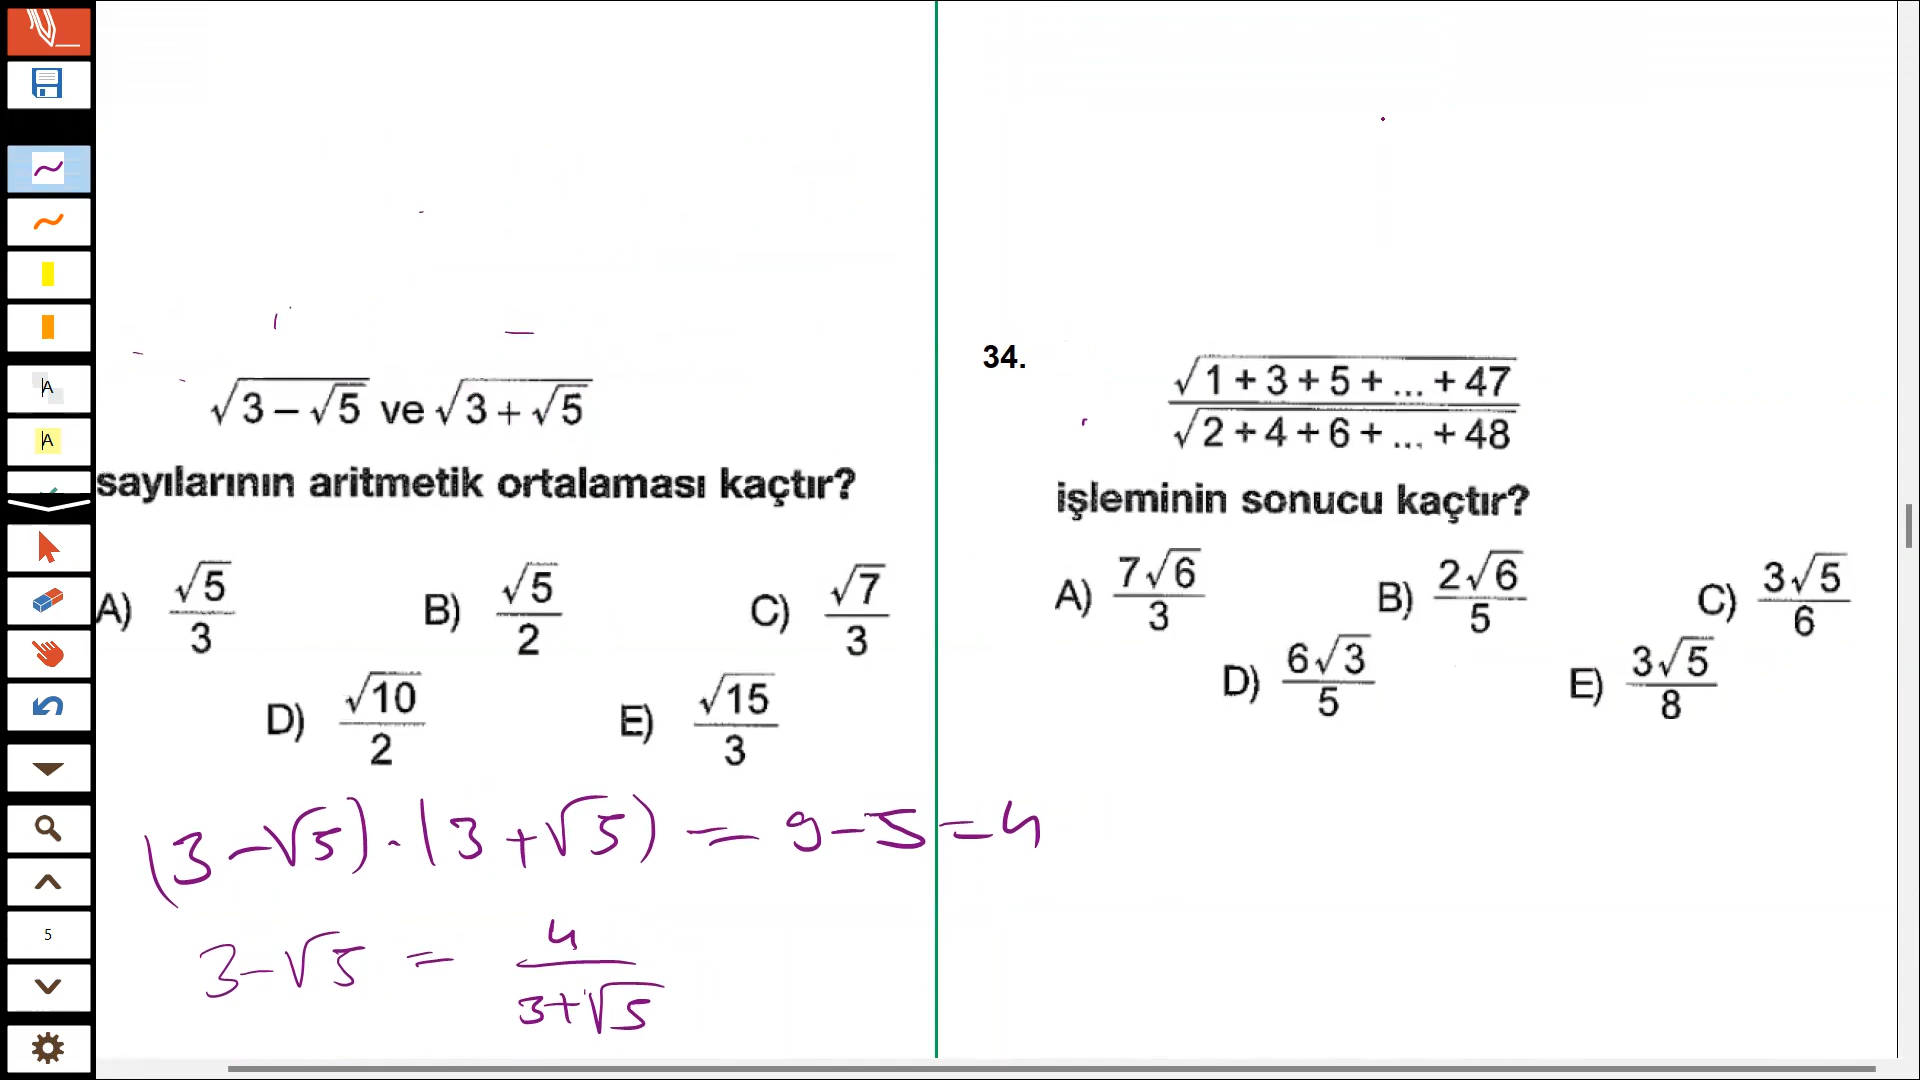 √(3 − √5) ve √(3 + √5)
sayılarının aritmetik ortalaması kaçtır?
A) √5/3 B) √5/2 C) √7/3
D) √10/2 E) √15/3
(3 − √5) · (3 + √5) = 9 − 5 = 4
3 − √5 = 4/(3 + √5)
34.
√(1 + 3 + 5 + ... + 47) / √(2 + 4 + 6 + ... + 48)
işleminin sonucu kaçtır?
A) 7√6/3 B) 2√6/5 C) 3√5/6
D) 6√3/5 E) 3√5/8
A
A
5